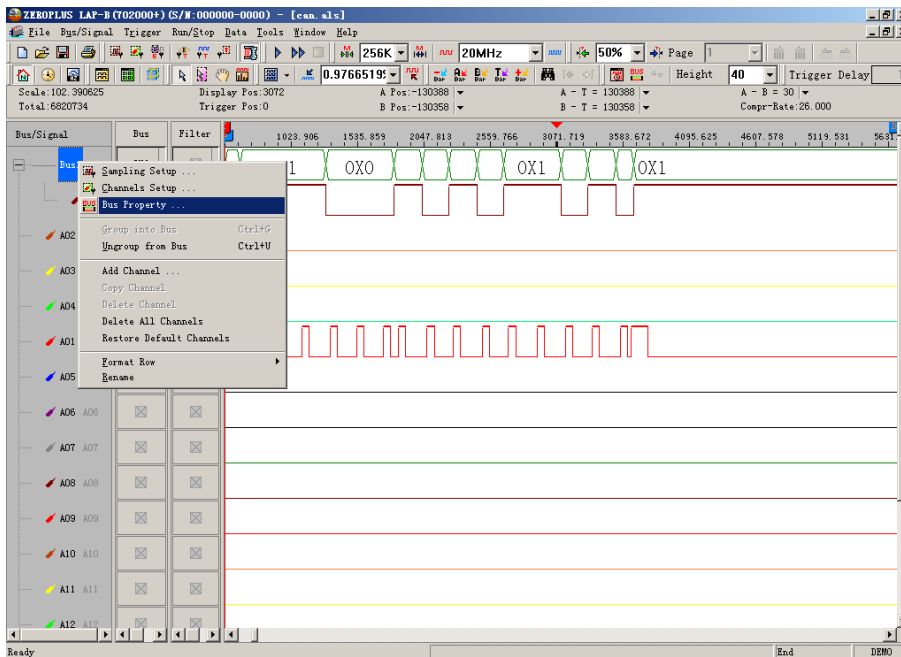 ZEROPLUS LAP-B(702000+)(S/N:000000-0000) - [can.als]
File Bus/Signal Trigger Run/Stop Data Tools Window Help
256K 20MHz 50% Page 1
Height 40 Trigger Delay
Scale:102.390625 Display Pos:3072 A Pos:-130388 A - T = 130388 A - B = 30
Total:6820734 Trigger Pos:0 B Pos:-130358 B - T = 130358 Compr-Rate:26.000
Bus/Signal Bus Filter 1023.906 1535.859 2047.813 2559.766 3071.719 3583.672 4095.625 4607.578 5119.531
0X0 0X1 0X1
Sampling Setup ...
Channels Setup ...
Bus Property ...
Group into Bus Ctrl+G
Ungroup from Bus Ctrl+U
Add Channel ...
Copy Channel
Delete Channel
Delete All Channels
Restore Default Channels
Format Row
Rename
A02
A03
A04
A01
A05
A06 A06
A07 A07
A08 A08
A09 A09
A10 A10
A11 A11
A12 A12
Ready End DEMO